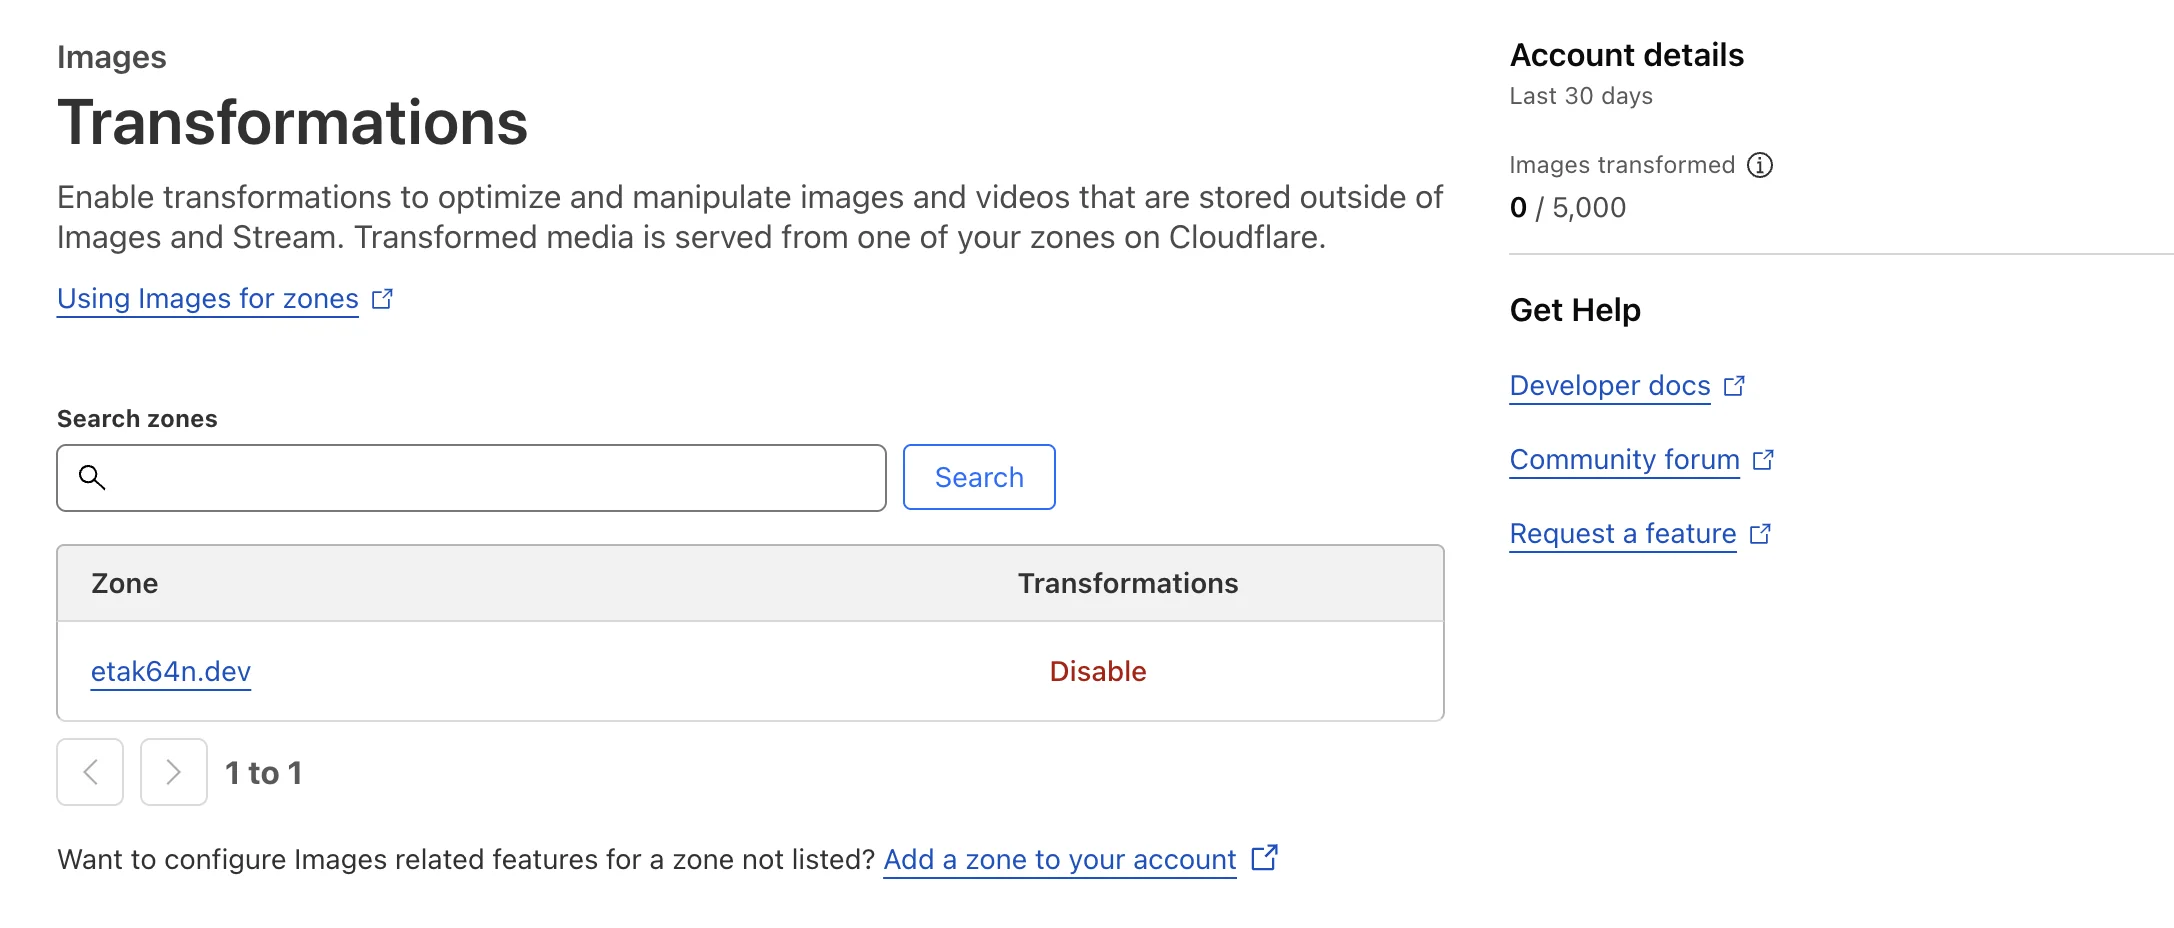 Images
Transformations
Enable transformations to optimize and manipulate images and videos that are stored outside of
Images and Stream. Transformed media is served from one of your zones on Cloudflare.
Using Images for zones
Search zones
Search
Zone Transformations
etak64n.dev Disable
1 to 1
Want to configure Images related features for a zone not listed? Add a zone to your account
Account details
Last 30 days
Images transformed
0 / 5,000
Get Help
Developer docs
Community forum
Request a feature